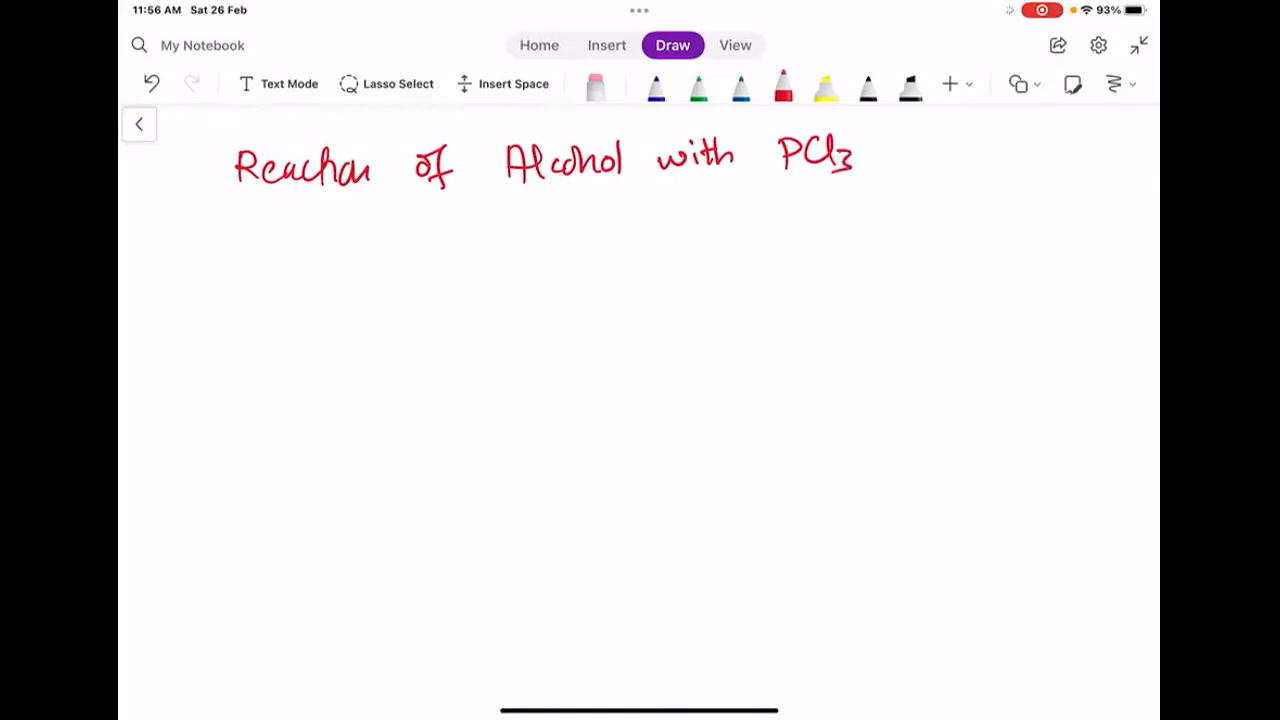 11:56 AM Sat 26 Feb 93%
My Notebook Home Insert Draw View
Text Mode Lasso Select Insert Space
Reaction of Alcohol with PCl3